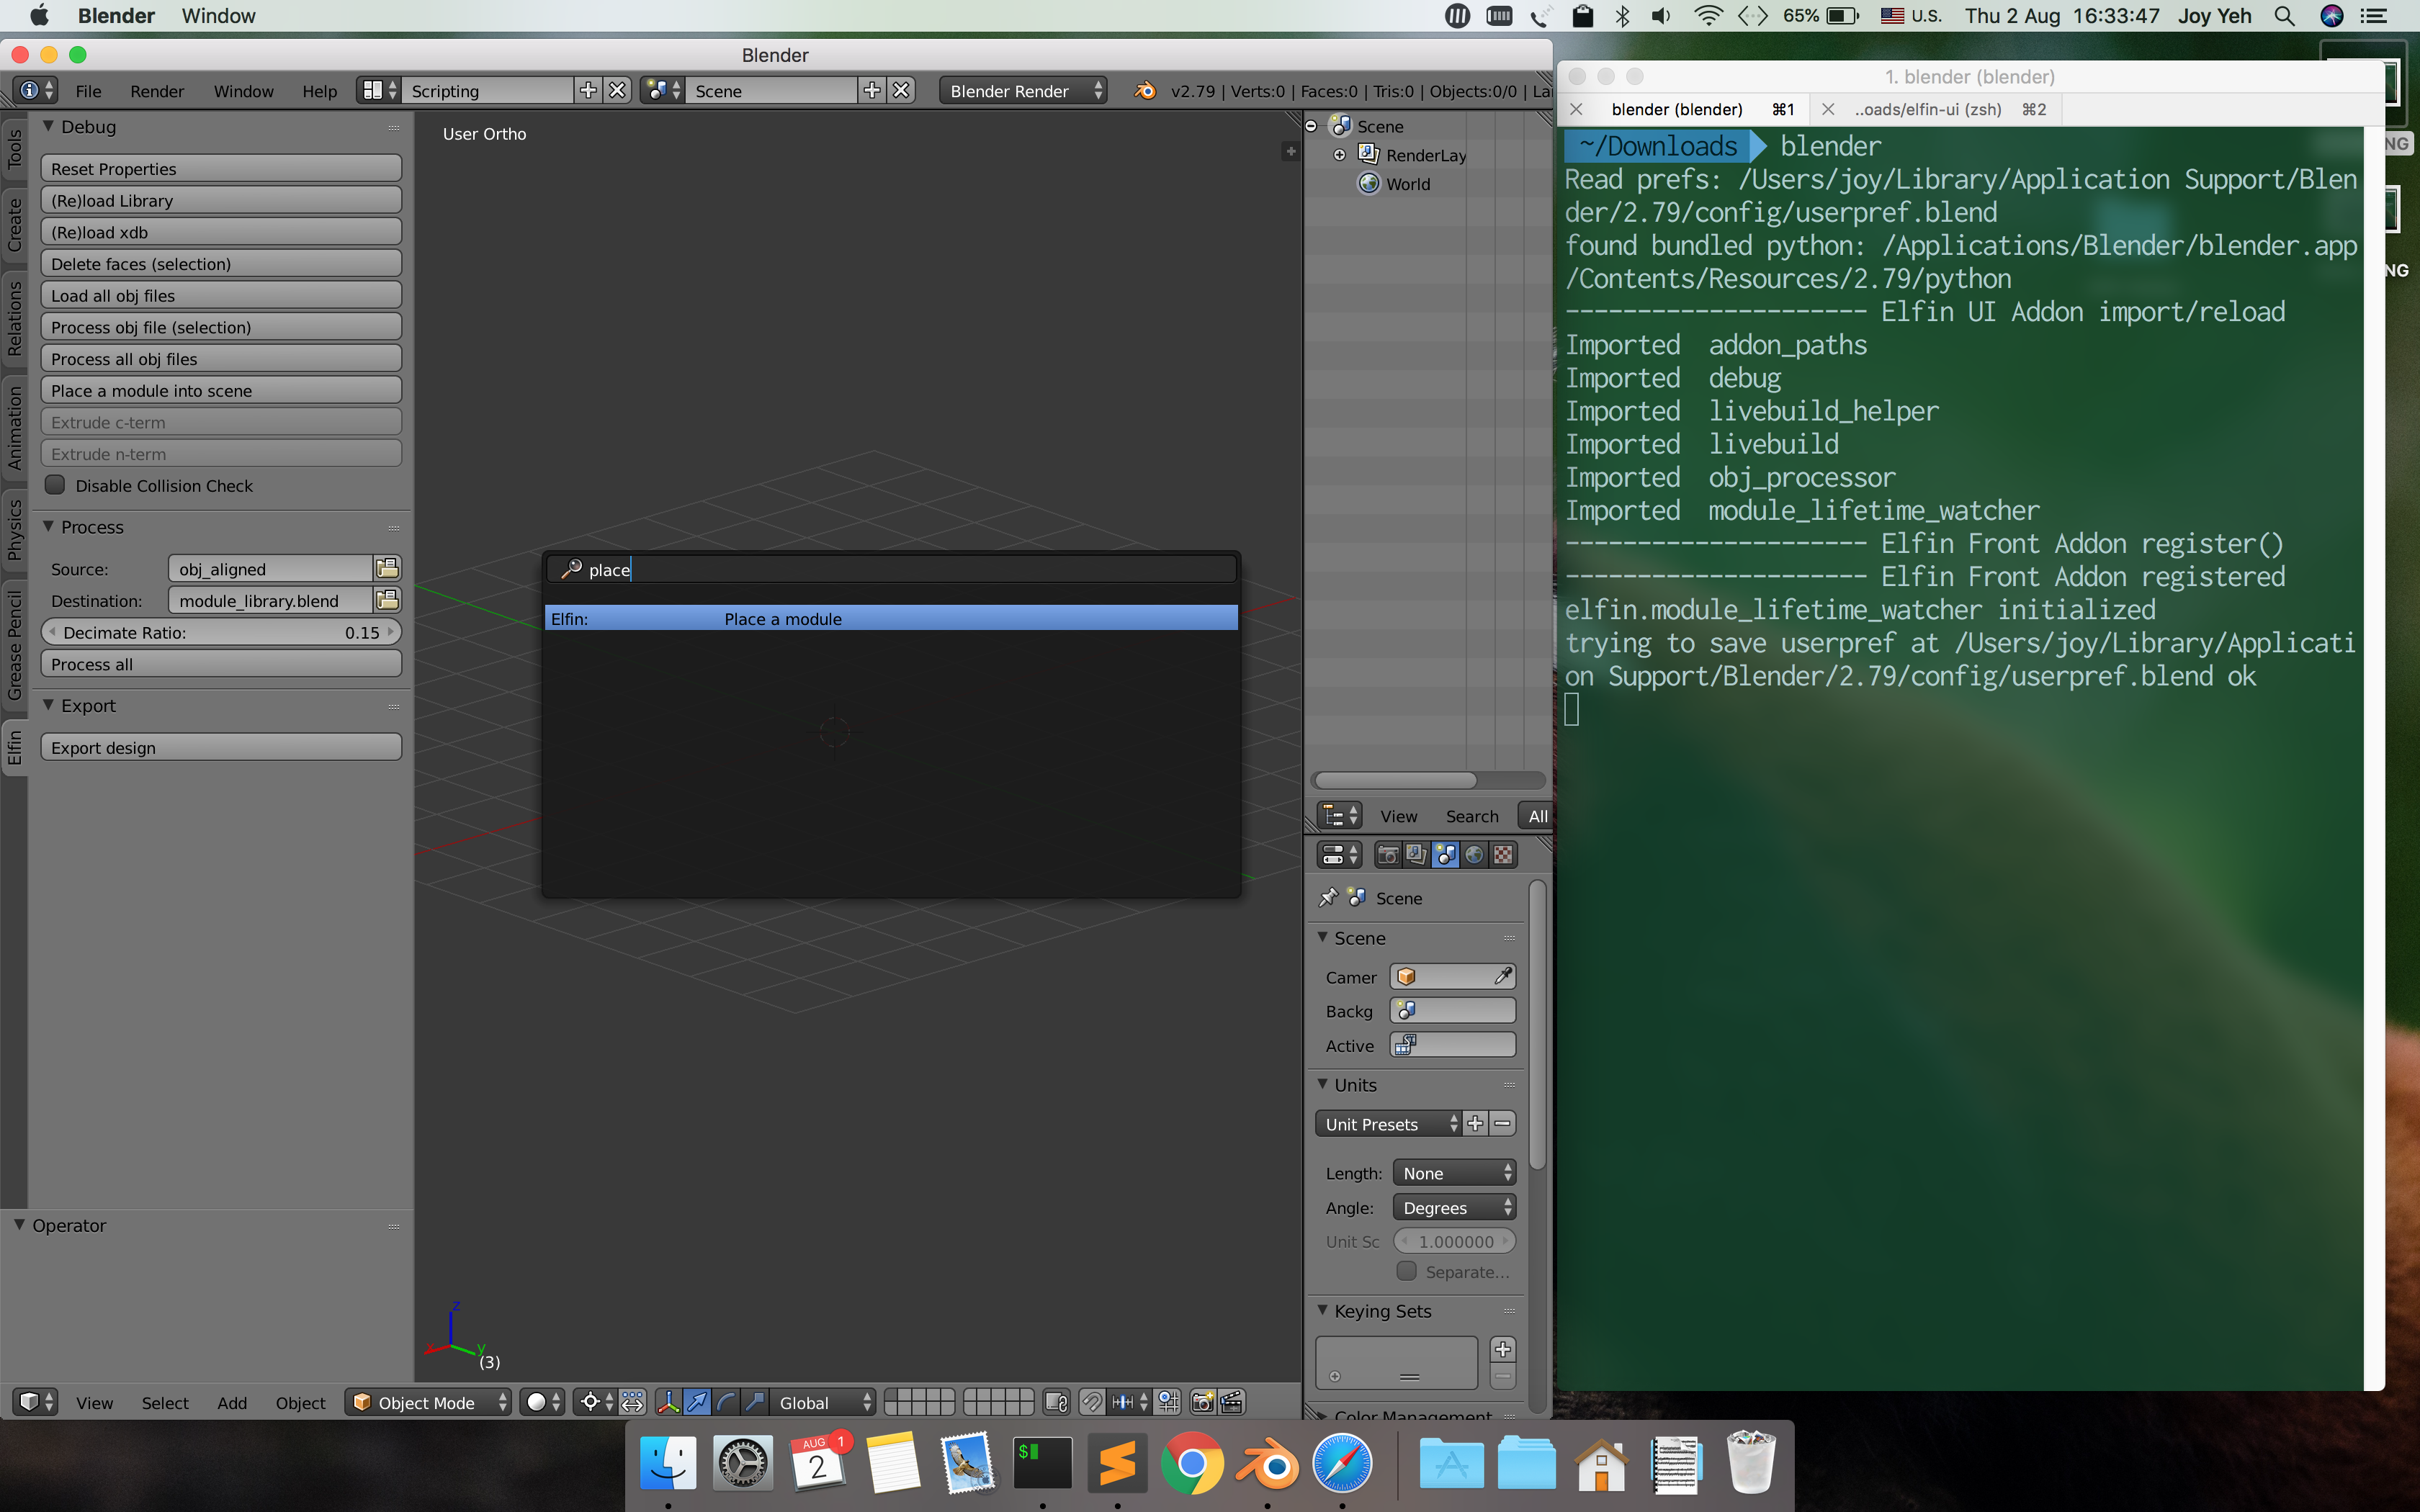 Blender Window
65% U.S. Thu 2 Aug 16:33:47 Joy Yeh
Blender
File Render Window Help Scripting Scene Blender Render v2.79 | Verts:0 | Faces:0 | Tris:0 | Objects:0/0 | La
Tools
Create
Relations
Animation
Physics
Grease Pencil
Elfin
Debug
Reset Properties
(Re)load Library
(Re)load xdb
Delete faces (selection)
Load all obj files
Process obj file (selection)
Process all obj files
Place a module into scene
Extrude c-term
Extrude n-term
Disable Collision Check
Process
Source: obj_aligned
Destination: module_library.blend
Decimate Ratio: 0.15
Process all
Export
Export design
Operator
User Ortho
place
Elfin: Place a module
z
x
y
(3)
View Select Add Object Object Mode Global
Scene
RenderLay
World
View Search All
Scene
Scene
Camer
Backg
Active
Units
Unit Presets
Length: None
Angle: Degrees
Unit Sc 1.000000
Separate...
Keying Sets
Color Management
1. blender (blender)
blender (blender) ⌘1 ..oads/elfin-ui (zsh) ⌘2
~/Downloads blender
Read prefs: /Users/joy/Library/Application Support/Blen
der/2.79/config/userpref.blend
found bundled python: /Applications/Blender/blender.app
/Contents/Resources/2.79/python
--------------------- Elfin UI Addon import/reload
Imported addon_paths
Imported debug
Imported livebuild_helper
Imported livebuild
Imported obj_processor
Imported module_lifetime_watcher
--------------------- Elfin Front Addon register()
--------------------- Elfin Front Addon registered
elfin.module_lifetime_watcher initialized
trying to save userpref at /Users/joy/Library/Applicati
on Support/Blender/2.79/config/userpref.blend ok
NG
NG
AUG 1
2
$